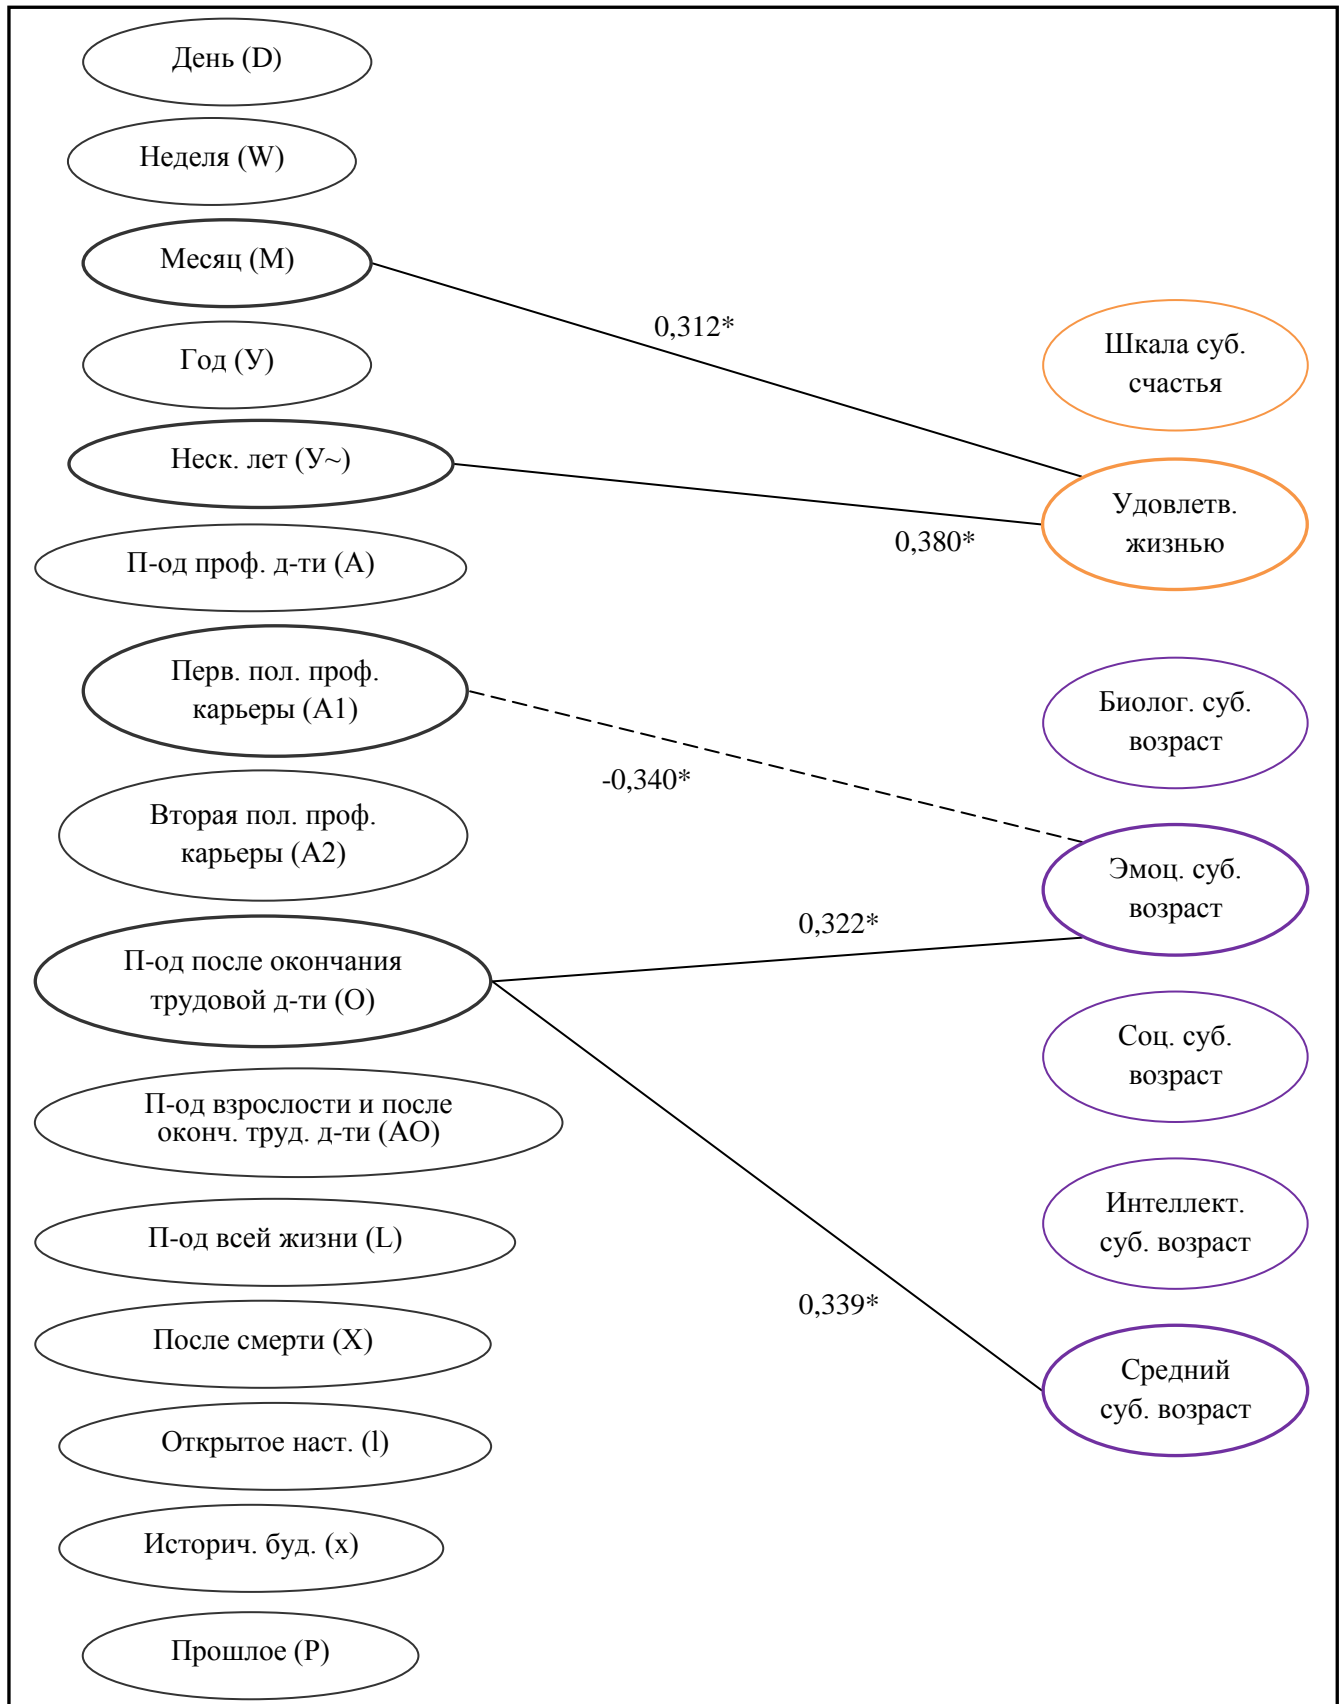 День (D)
Неделя (W)
Месяц (М)
0,312*
Шкала суб.
счастья
Год (У)
Неск. лет (У~)
Удовлетв.
жизнью
0,380*
П-од проф. д-ти (А)
Перв. пол. проф.
карьеры (А1)
Биолог. суб.
возраст
-0,340*
Вторая пол. проф.
карьеры (А2)
Эмоц. суб.
возраст
0,322*
П-од после окончания
трудовой д-ти (О)
Соц. суб.
возраст
П-од взрослости и после
оконч. труд. д-ти (АО)
Интеллект.
суб. возраст
П-од всей жизни (L)
0,339*
После смерти (Х)
Средний
суб. возраст
Открытое наст. (l)
Историч. буд. (х)
Прошлое (Р)